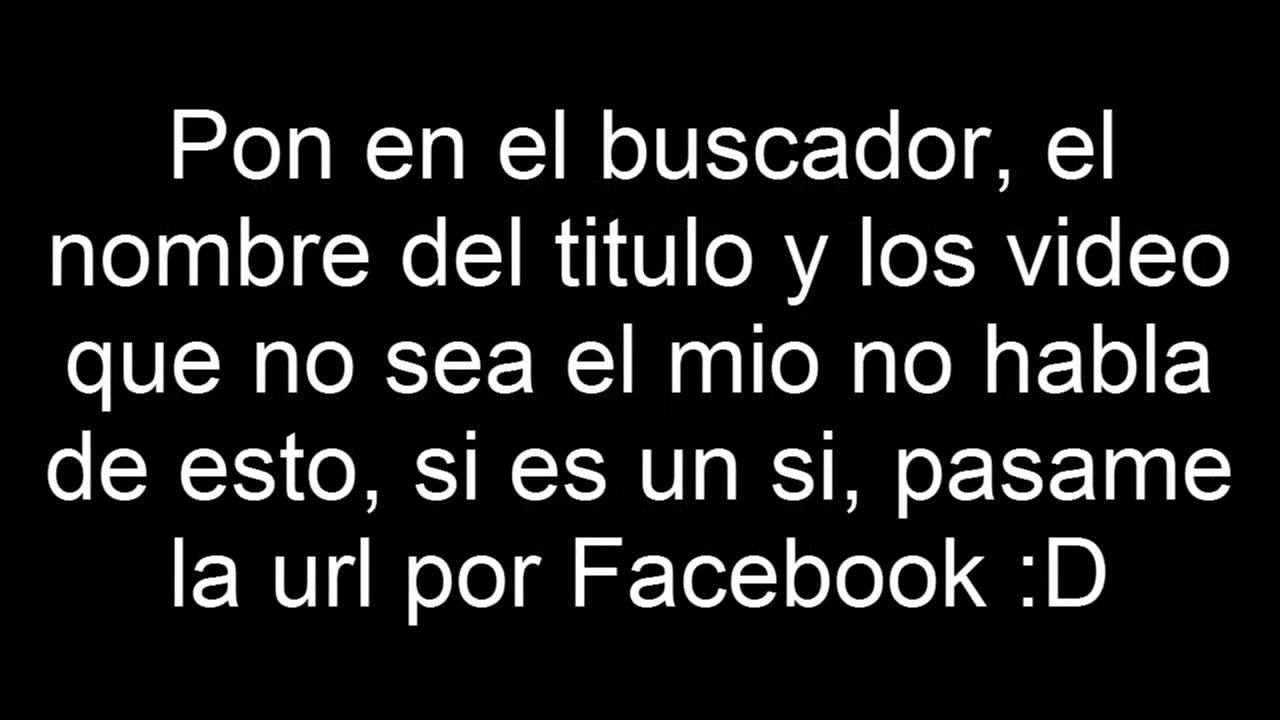 Pon en el buscador, el
nombre del titulo y los video
que no sea el mio no habla
de esto, si es un si, pasame
la url por Facebook :D